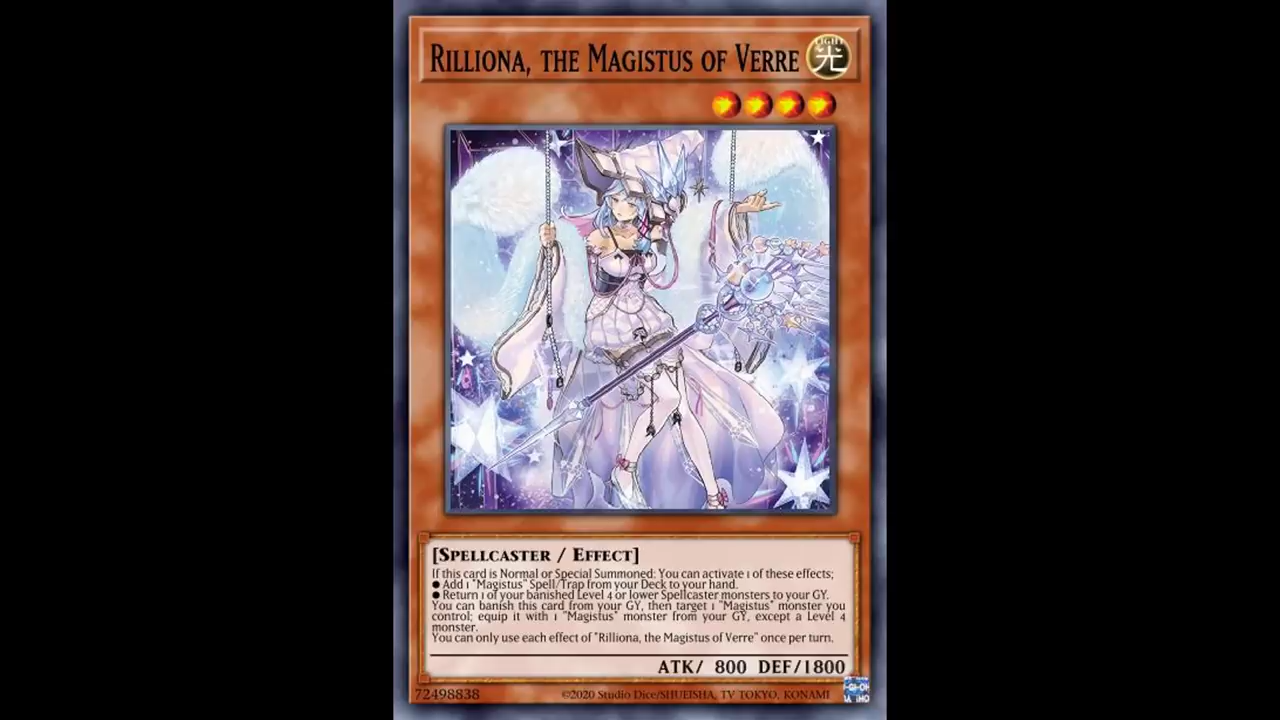 RILLIONA, THE MAGISTUS OF VERRE
LIGHT
光
[SPELLCASTER / EFFECT]
If this card is Normal or Special Summoned: You can activate 1 of these effects;
● Add 1 "Magistus" Spell/Trap from your Deck to your hand.
● Return 1 of your banished Level 4 or lower Spellcaster monsters to your GY.
You can banish this card from your GY, then target 1 "Magistus" monster you
control; equip it with 1 "Magistus" monster from your GY, except a Level 4
monster.
You can only use each effect of "Rilliona, the Magistus of Verre" once per turn.
ATK/ 800 DEF/1800
72498838
©2020 Studio Dice/SHUEISHA, TV TOKYO, KONAMI